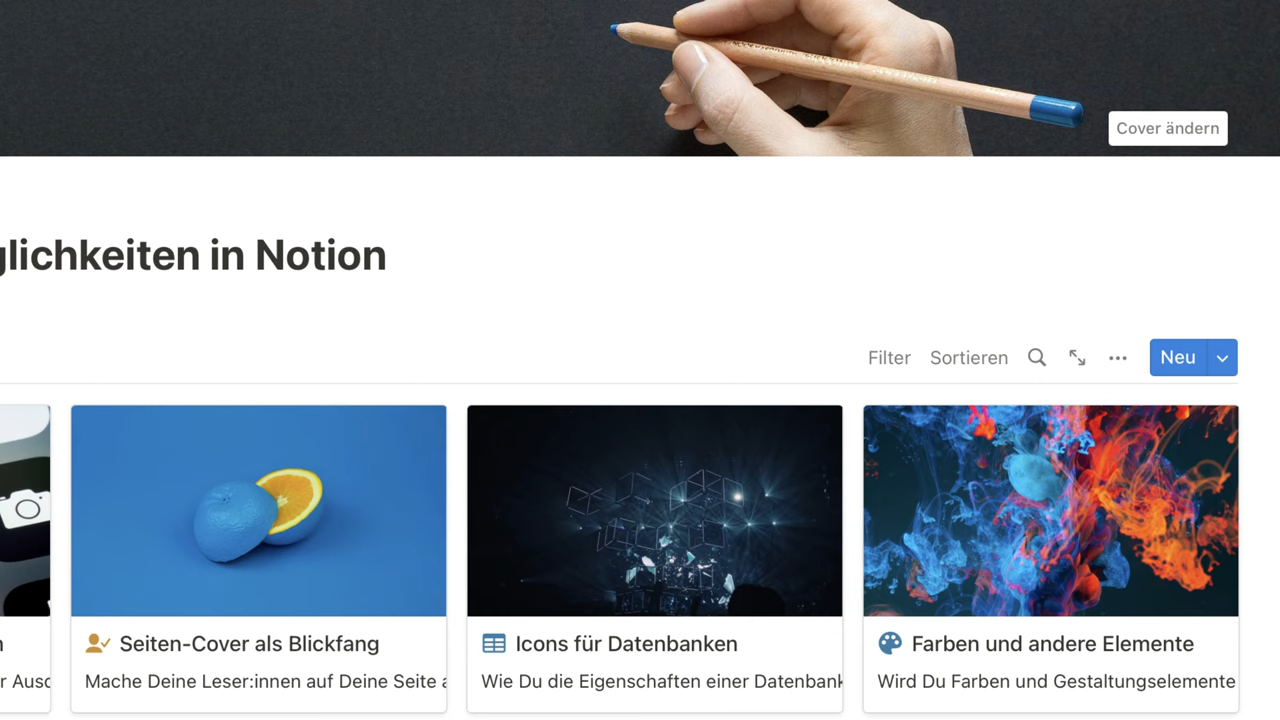 Cover ändern
glichkeiten in Notion
Filter Sortieren Neu
Seiten-Cover als Blickfang
Icons für Datenbanken
Farben und andere Elemente
Mache Deine Leser:innen auf Deine Seite
Wie Du die Eigenschaften einer Datenbank
Wird Du Farben und Gestaltungselemente